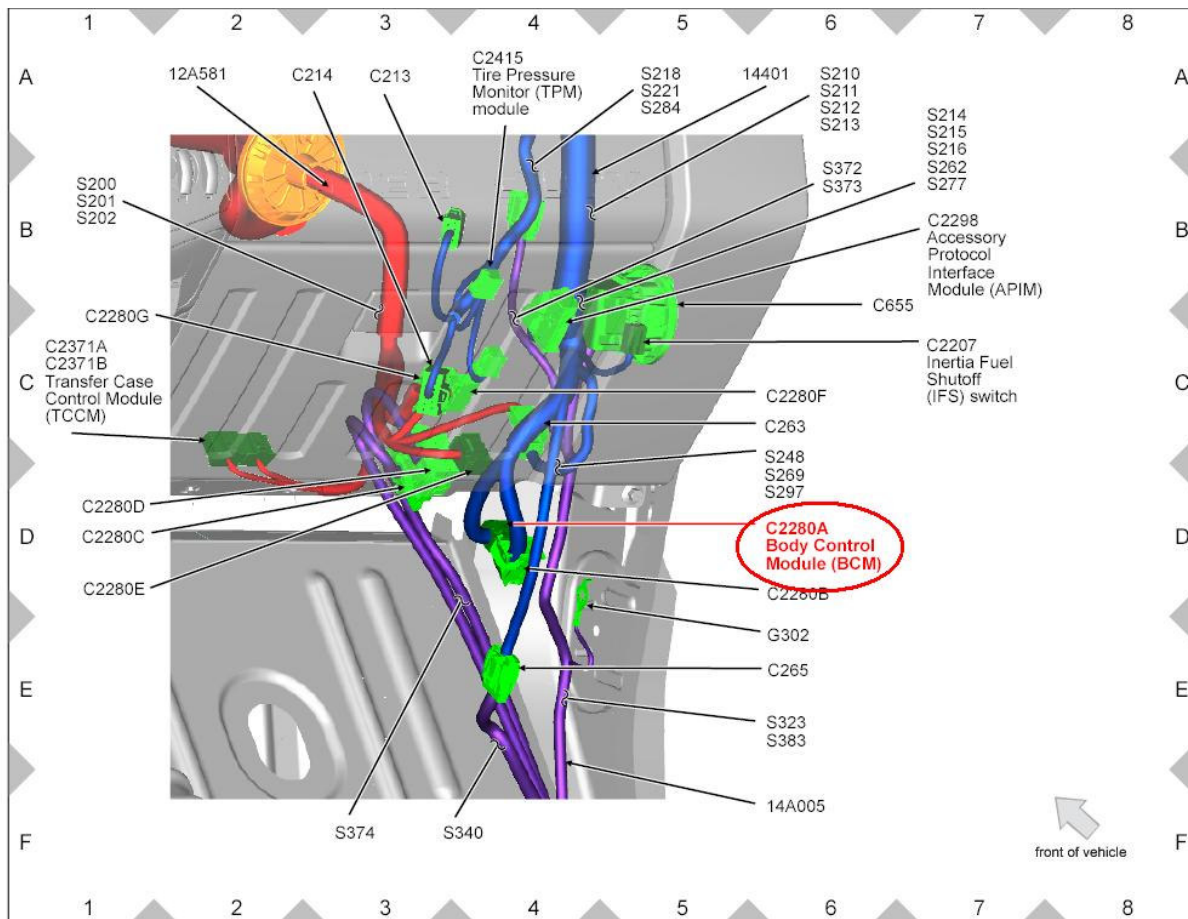 1 2 3 4 5 6 7 8
A A
12A581
C214
C213
C2415
Tire Pressure
Monitor (TPM)
module
S218
S221
S284
14401
S210
S211
S212
S213
S214
S215
S216
S262
S277
S372
S373
S200
S201
S202
B B
C2298
Accessory
Protocol
Interface
Module (APIM)
C655
C2280G
C2371A
C2371B
Transfer Case
Control Module
(TCCM)
C C
C2207
Inertia Fuel
Shutoff
(IFS) switch
C2280F
C263
S248
S269
S297
C2280D
C2280C
C2280E
D D
C2280A
Body Control
Module (BCM)
C2280B
G302
C265
E E
S323
S383
14A005
S374
S340
F F
front of vehicle
1 2 3 4 5 6 7 8